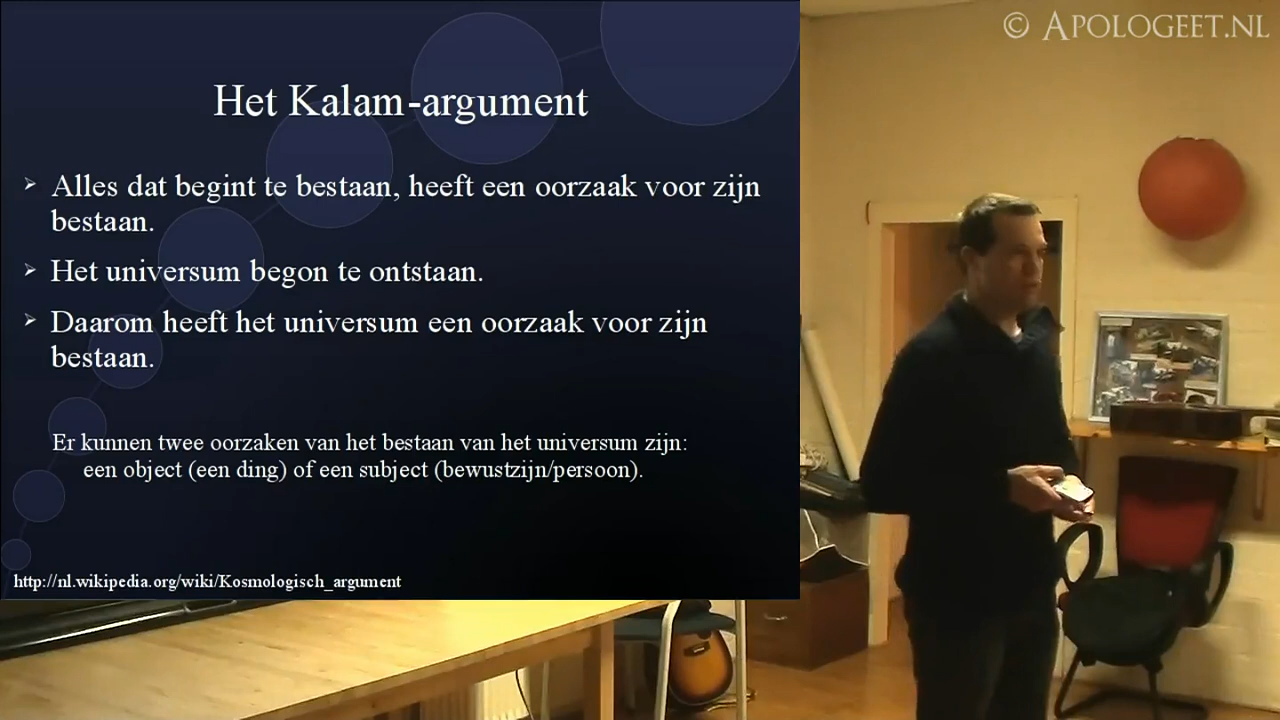 © Apologeet.nl
Het Kalam-argument
Alles dat begint te bestaan, heeft een oorzaak voor zijn
bestaan.
Het universum begon te ontstaan.
Daarom heeft het universum een oorzaak voor zijn
bestaan.
Er kunnen twee oorzaken van het bestaan van het universum zijn:
een object (een ding) of een subject (bewustzijn/persoon).
http://nl.wikipedia.org/wiki/Kosmologisch_argument